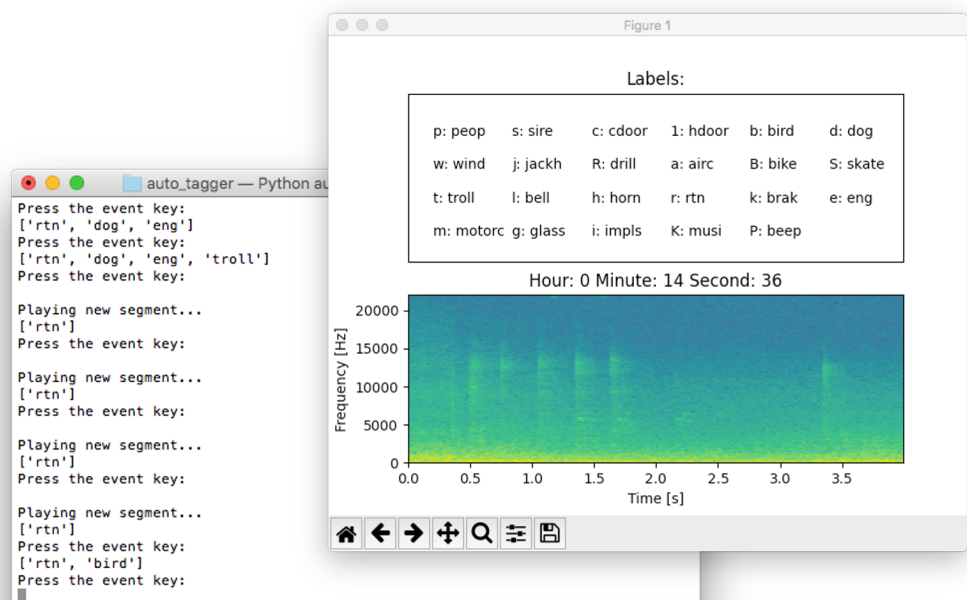 Figure 1
Labels:
p: peop s: sire c: cdoor 1: hdoor b: bird d: dog
w: wind j: jackh R: drill a: airc B: bike S: skate
t: troll l: bell h: horn r: rtn k: brak e: eng
m: motorc g: glass i: impls K: musi P: beep
Hour: 0 Minute: 14 Second: 36
Frequency [Hz]
20000
15000
10000
5000
0
0.0 0.5 1.0 1.5 2.0 2.5 3.0 3.5
Time [s]
auto_tagger — Python au
Press the event key:
['rtn', 'dog', 'eng']
Press the event key:
['rtn', 'dog', 'eng', 'troll']
Press the event key:
Playing new segment...
['rtn']
Press the event key:
Playing new segment...
['rtn']
Press the event key:
Playing new segment...
['rtn']
Press the event key:
Playing new segment...
['rtn']
Press the event key:
['rtn', 'bird']
Press the event key: